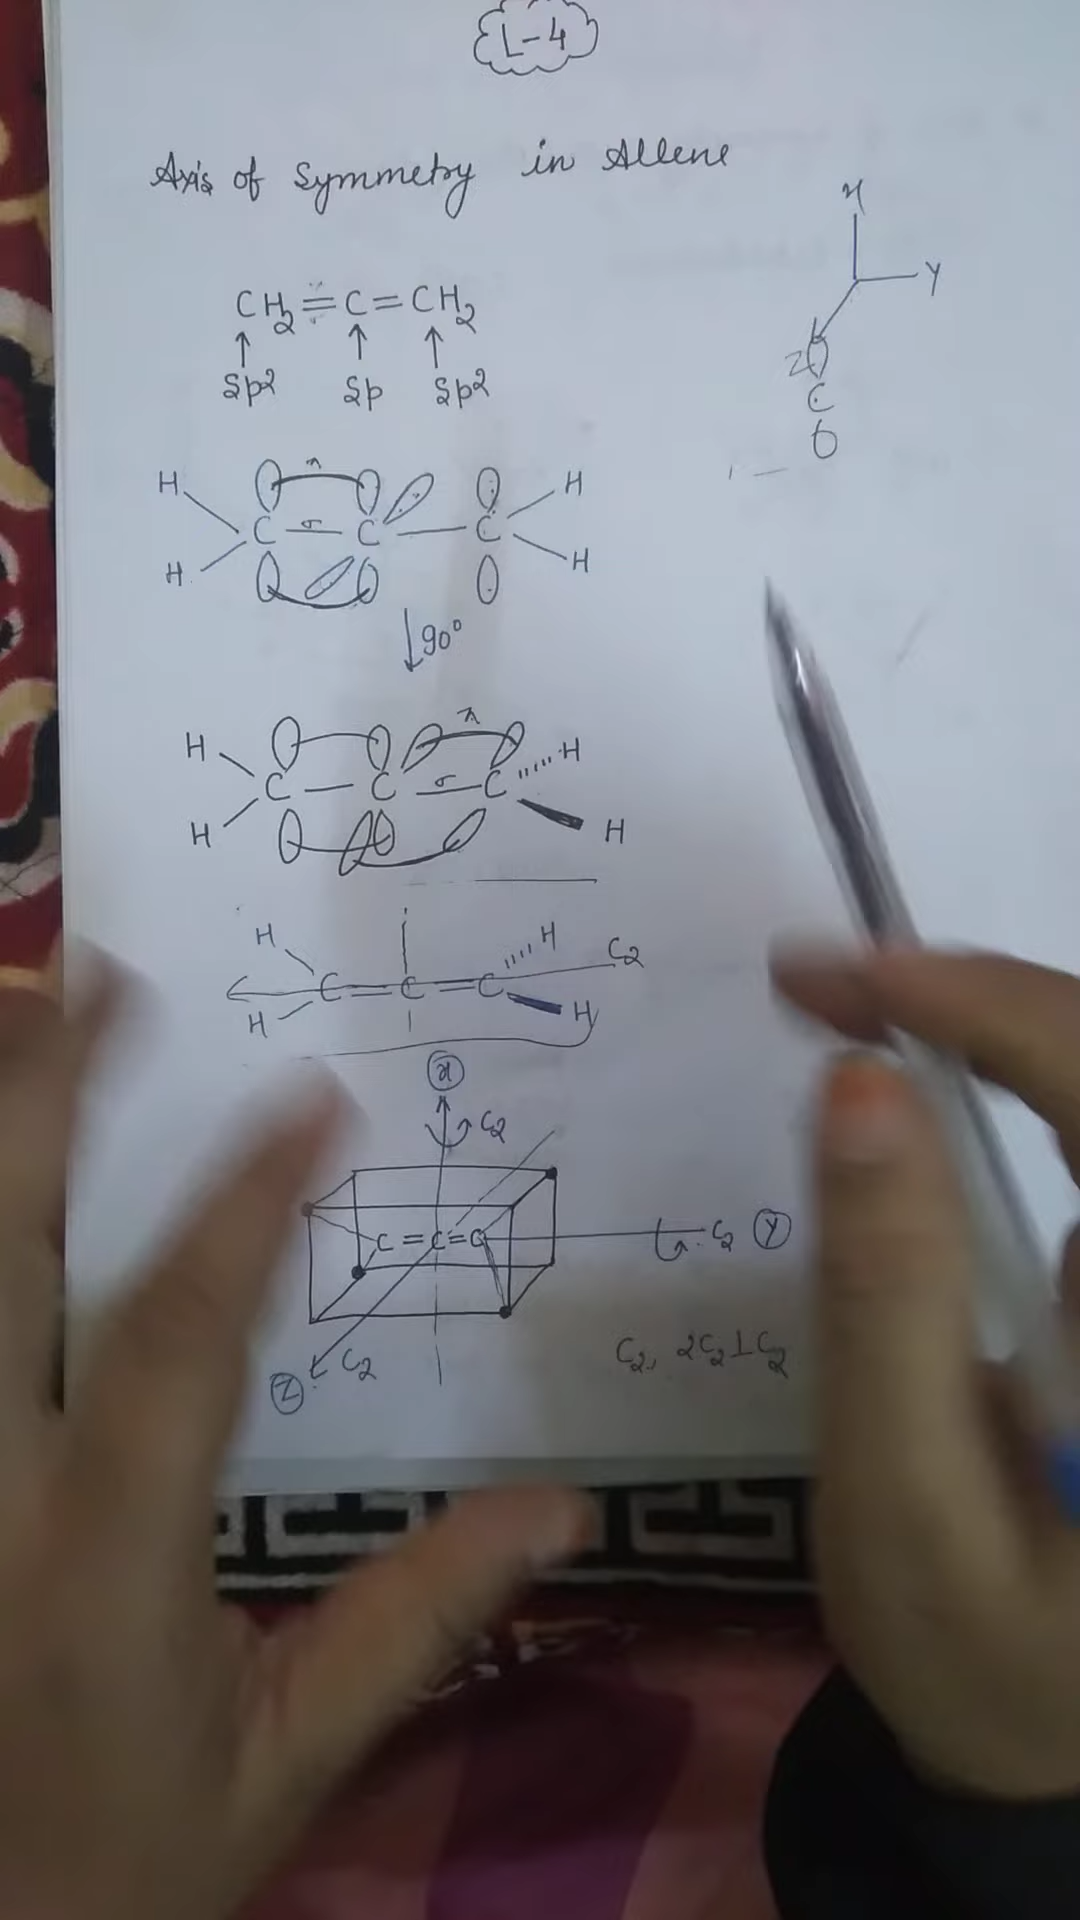 L-4
Axis of Symmetry in Allene
x
Y
Z
CH2=C=CH2
Sp2 Sp Sp2
C
H π H
C σ C C
H H
90°
π
H H
C C σ C
H H
H H C2
C=C=C
H H
x
C2
C=C=C C2 Y
C2, 2C2⊥C2
Z C2